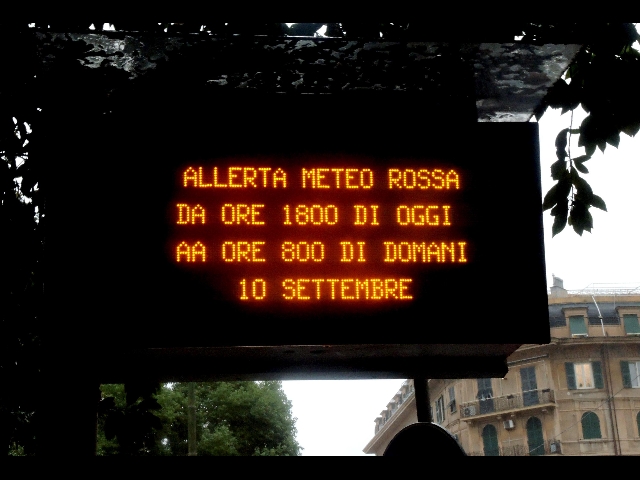 ALLERTA METEO ROSSA
DA ORE 1800 DI OGGI
AA ORE 800 DI DOMANI
10 SETTEMBRE